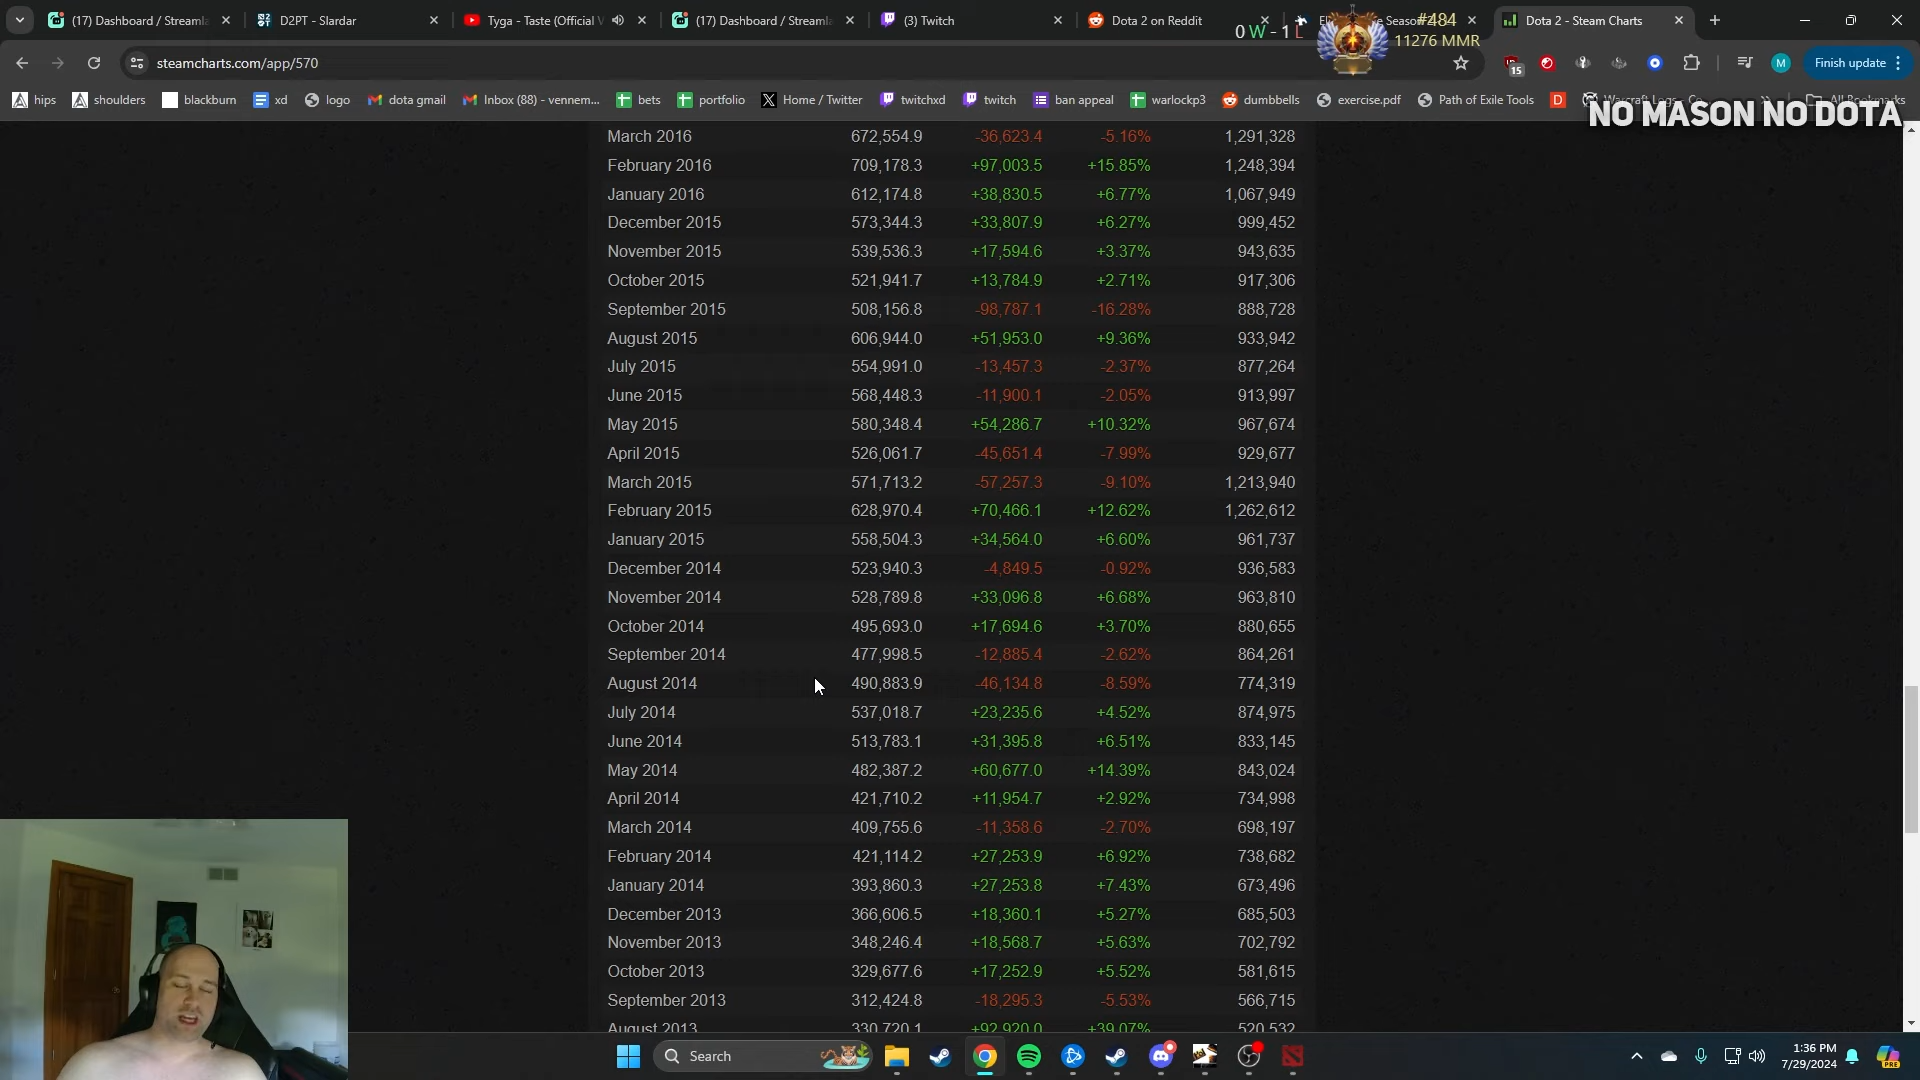 (17) Dashboard / Streamla
D2PT - Slardar
Tyga - Taste (Official V
(17) Dashboard / Streamla
(3) Twitch
Dota 2 on Reddit
Season
Dota 2 - Steam Charts
0 W - 1 L
#484
11276 MMR
steamcharts.com/app/570
15
M
Finish update
hips
shoulders
blackburn
xd
logo
dota gmail
Inbox (88) - vennem...
bets
portfolio
Home / Twitter
twitchxd
twitch
ban appeal
warlockp3
dumbbells
exercise.pdf
Path of Exile Tools
D
Warcraft Logs - Co
All Bookmarks
NO MASON NO DOTA
March 2016 672,554.9 -36,623.4 -5.16% 1,291,328
February 2016 709,178.3 +97,003.5 +15.85% 1,248,394
January 2016 612,174.8 +38,830.5 +6.77% 1,067,949
December 2015 573,344.3 +33,807.9 +6.27% 999,452
November 2015 539,536.3 +17,594.6 +3.37% 943,635
October 2015 521,941.7 +13,784.9 +2.71% 917,306
September 2015 508,156.8 -98,787.1 -16.28% 888,728
August 2015 606,944.0 +51,953.0 +9.36% 933,942
July 2015 554,991.0 -13,457.3 -2.37% 877,264
June 2015 568,448.3 -11,900.1 -2.05% 913,997
May 2015 580,348.4 +54,286.7 +10.32% 967,674
April 2015 526,061.7 -45,651.4 -7.99% 929,677
March 2015 571,713.2 -57,257.3 -9.10% 1,213,940
February 2015 628,970.4 +70,466.1 +12.62% 1,262,612
January 2015 558,504.3 +34,564.0 +6.60% 961,737
December 2014 523,940.3 -4,849.5 -0.92% 936,583
November 2014 528,789.8 +33,096.8 +6.68% 963,810
October 2014 495,693.0 +17,694.6 +3.70% 880,655
September 2014 477,998.5 -12,885.4 -2.62% 864,261
August 2014 490,883.9 -46,134.8 -8.59% 774,319
July 2014 537,018.7 +23,235.6 +4.52% 874,975
June 2014 513,783.1 +31,395.8 +6.51% 833,145
May 2014 482,387.2 +60,677.0 +14.39% 843,024
April 2014 421,710.2 +11,954.7 +2.92% 734,998
March 2014 409,755.6 -11,358.6 -2.70% 698,197
February 2014 421,114.2 +27,253.9 +6.92% 738,682
January 2014 393,860.3 +27,253.8 +7.43% 673,496
December 2013 366,606.5 +18,360.1 +5.27% 685,503
November 2013 348,246.4 +18,568.7 +5.63% 702,792
October 2013 329,677.6 +17,252.9 +5.52% 581,615
September 2013 312,424.8 -18,295.3 -5.53% 566,715
August 2013 330,720.1 +92,920.0 +39.07% 520,532
Search
1:36 PM
7/29/2024